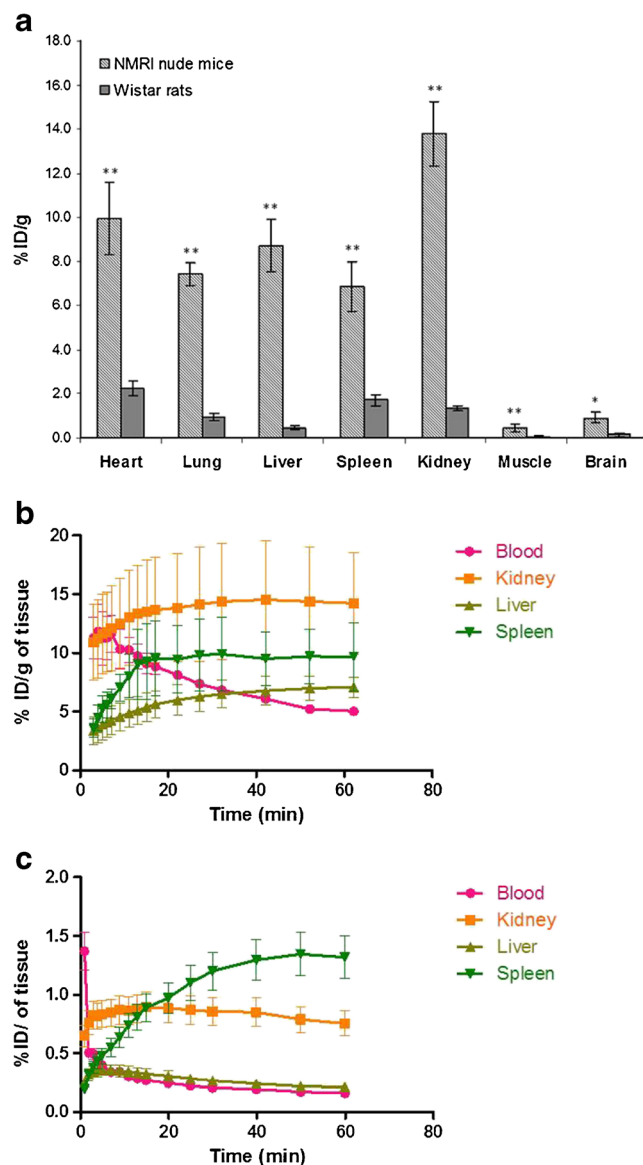 a
18.0
16.0
14.0
12.0
10.0
8.0
6.0
4.0
2.0
0.0
%ID/g
NMRI nude mice
Wistar rats
**
**
**
**
**
**
*
Heart Lung Liver Spleen Kidney Muscle Brain
b
20
15
10
5
0
% ID/g of tissue
0 20 40 60 80
Time (min)
Blood
Kidney
Liver
Spleen
c
2.0
1.5
1.0
0.5
0.0
%ID/ of tissue
0 20 40 60 80
Time (min)
Blood
Kidney
Liver
Spleen